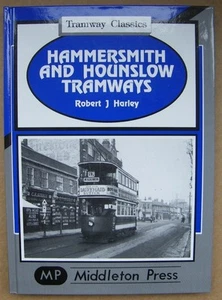 Tramway Classics
HAMMERSMITH
AND HOUNSLOW
TRAMWAYS
Robert J Harley
MP Middleton Press